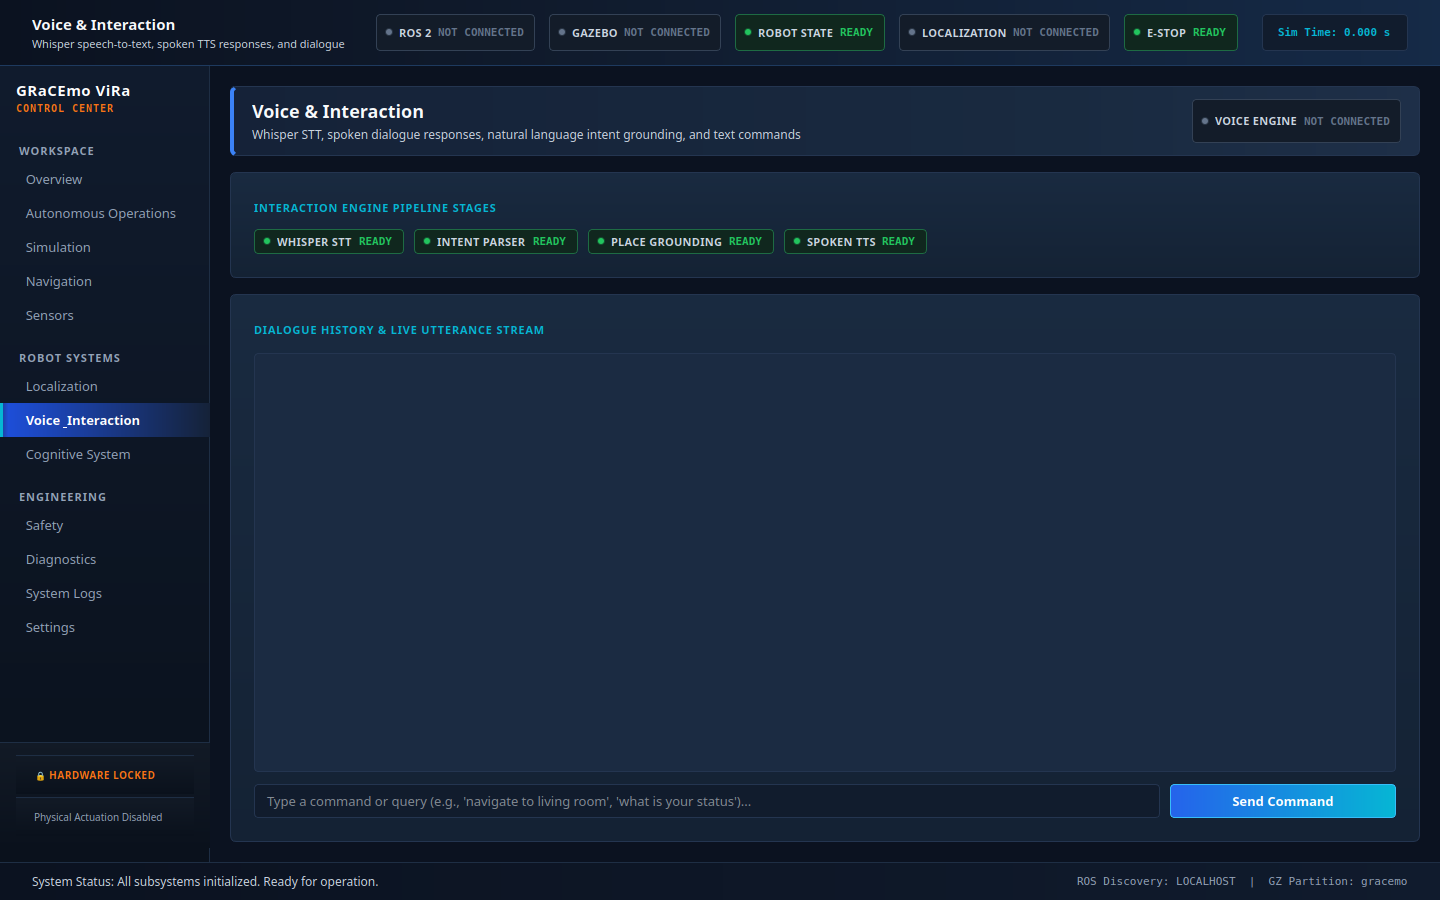 Voice & Interaction
Whisper speech-to-text, spoken TTS responses, and dialogue
ROS 2 NOT CONNECTED
GAZEBO NOT CONNECTED
ROBOT STATE READY
LOCALIZATION NOT CONNECTED
E-STOP READY
Sim Time: 0.000 s
GRaCEmo ViRa
CONTROL CENTER
WORKSPACE
Overview
Autonomous Operations
Simulation
Navigation
Sensors
ROBOT SYSTEMS
Localization
Voice _Interaction
Cognitive System
ENGINEERING
Safety
Diagnostics
System Logs
Settings
🔒 HARDWARE LOCKED
Physical Actuation Disabled
Voice & Interaction
Whisper STT, spoken dialogue responses, natural language intent grounding, and text commands
VOICE ENGINE NOT CONNECTED
INTERACTION ENGINE PIPELINE STAGES
WHISPER STT READY
INTENT PARSER READY
PLACE GROUNDING READY
SPOKEN TTS READY
DIALOGUE HISTORY & LIVE UTTERANCE STREAM
Type a command or query (e.g., 'navigate to living room', 'what is your status')...
Send Command
System Status: All subsystems initialized. Ready for operation.
ROS Discovery: LOCALHOST | GZ Partition: gracemo